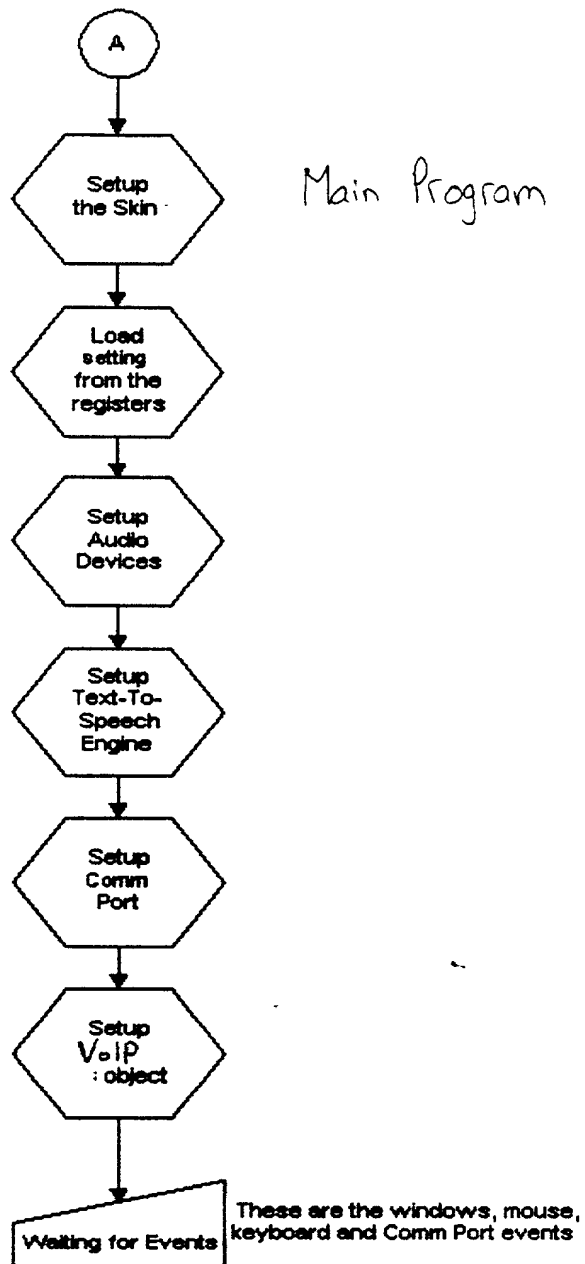 A
Setup
the Skin
Main Program
Load
setting
from the
registers
Setup
Audio
Devices
Setup
Text-To-
Speech
Engine
Setup
Comm
Port
Setup
VoIP
: object
Waiting for Events
These are the windows, mouse,
keyboard and Comm Port events